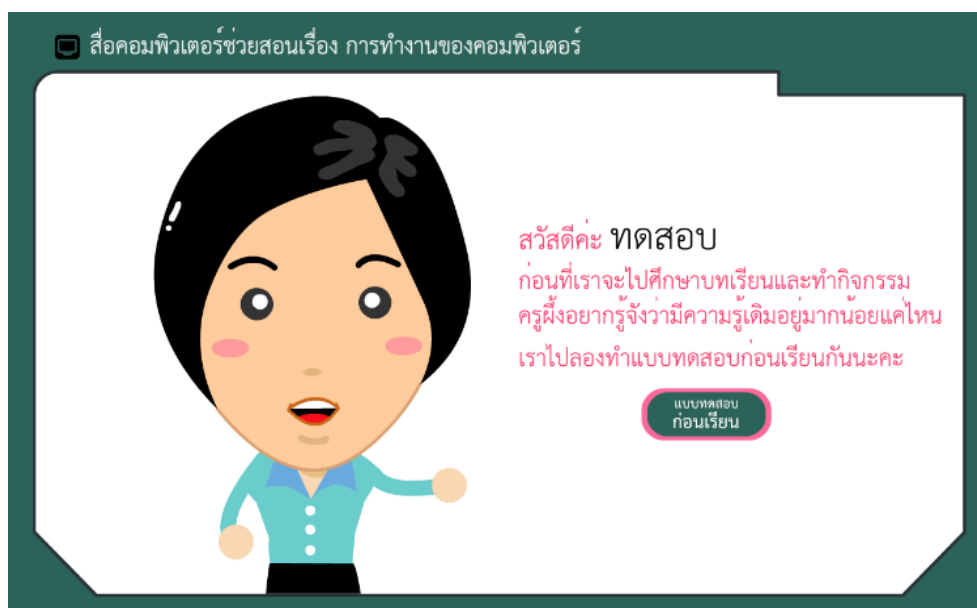 สื่อคอมพิวเตอร์ช่วยสอนเรื่อง การทำงานของคอมพิวเตอร์
สวัสดีค่ะ ทดสอบ
ก่อนที่เราจะไปศึกษาบทเรียนและทำกิจกรรม
ครูผึ้งอยากรู้จังว่ามีความรู้เดิมอยู่มากน้อยแค่ไหน
เราไปลองทำแบบทดสอบก่อนเรียนกันนะคะ
แบบทดสอบ
ก่อนเรียน